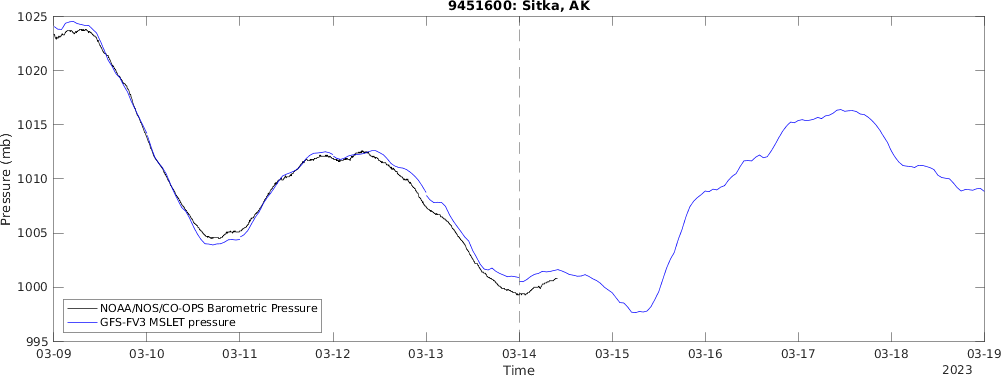 9451600: Sitka, AK
1025
1020
1015
1010
1005
1000
995
Pressure (mb)
NOAA/NOS/CO-OPS Barometric Pressure
GFS-FV3 MSLET pressure
03-09 03-10 03-11 03-12 03-13 03-14 03-15 03-16 03-17 03-18 03-19
Time
2023